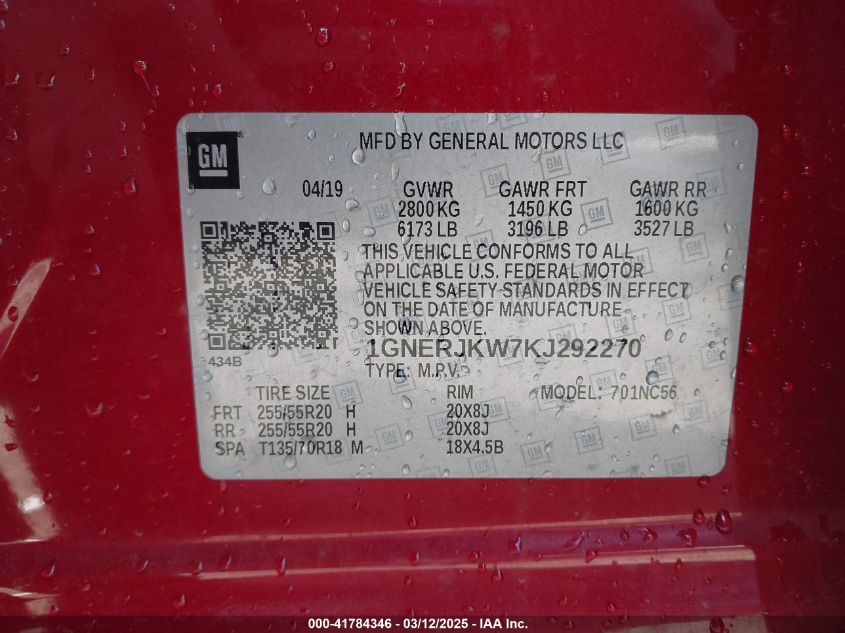 GM
MFD BY GENERAL MOTORS LLC
04/19 GVWR GAWR FRT GAWR RR
2800 KG 1450 KG 1600 KG
6173 LB 3196 LB 3527 LB
THIS VEHICLE CONFORMS TO ALL
APPLICABLE U.S. FEDERAL MOTOR
VEHICLE SAFETY STANDARDS IN EFFECT
ON THE DATE OF MANUFACTURE
SHOWN ABOVE.
434B
1GNERJKW7KJ292270
TYPE: M.P.V.
TIRE SIZE RIM MODEL: 701NC56
FRT 255/55R20 H 20X8J
RR 255/55R20 H 20X8J
SPA T135/70R18 M 18X4.5B
000-41784346 - 03/12/2025 - IAA Inc.